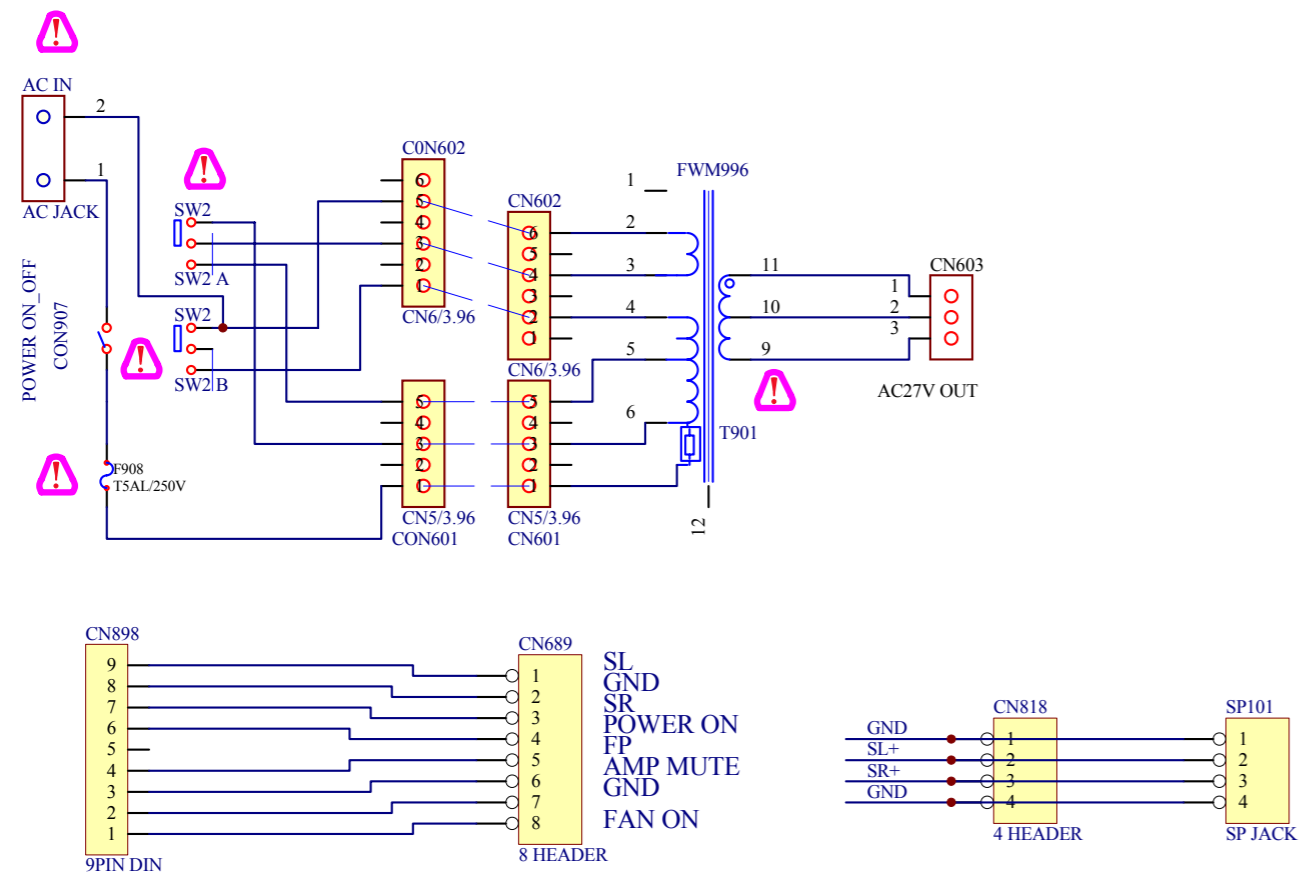 AC IN
2
1
AC JACK
POWER ON_OFF
CON907
F908
T5AL/250V
SW2
SW2 A
SW2
SW2 B
C0N602
6
5
4
3
2
1
CN6/3.96
CN602
6
5
4
3
2
1
CN6/3.96
5
4
3
2
1
CN5/3.96
CON601
5
4
3
2
1
CN5/3.96
CN601
FWM996
1
2
3
4
5
6
T901
12
11
10
9
CN603
1
2
3
AC27V OUT
CN898
9
8
7
6
5
4
3
2
1
9PIN DIN
CN689
1
2
3
4
5
6
7
8
8 HEADER
SL
GND
SR
POWER ON
FP
AMP MUTE
GND
FAN ON
GND
SL+
SR+
GND
CN818
1
2
3
4
4 HEADER
SP101
1
2
3
4
SP JACK